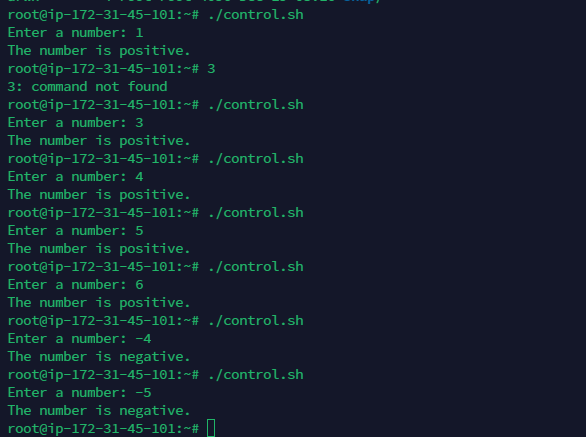 root@ip-172-31-45-101:~# ./control.sh
Enter a number: 1
The number is positive.
root@ip-172-31-45-101:~# 3
3: command not found
root@ip-172-31-45-101:~# ./control.sh
Enter a number: 3
The number is positive.
root@ip-172-31-45-101:~# ./control.sh
Enter a number: 4
The number is positive.
root@ip-172-31-45-101:~# ./control.sh
Enter a number: 5
The number is positive.
root@ip-172-31-45-101:~# ./control.sh
Enter a number: 6
The number is positive.
root@ip-172-31-45-101:~# ./control.sh
Enter a number: -4
The number is negative.
root@ip-172-31-45-101:~# ./control.sh
Enter a number: -5
The number is negative.
root@ip-172-31-45-101:~#